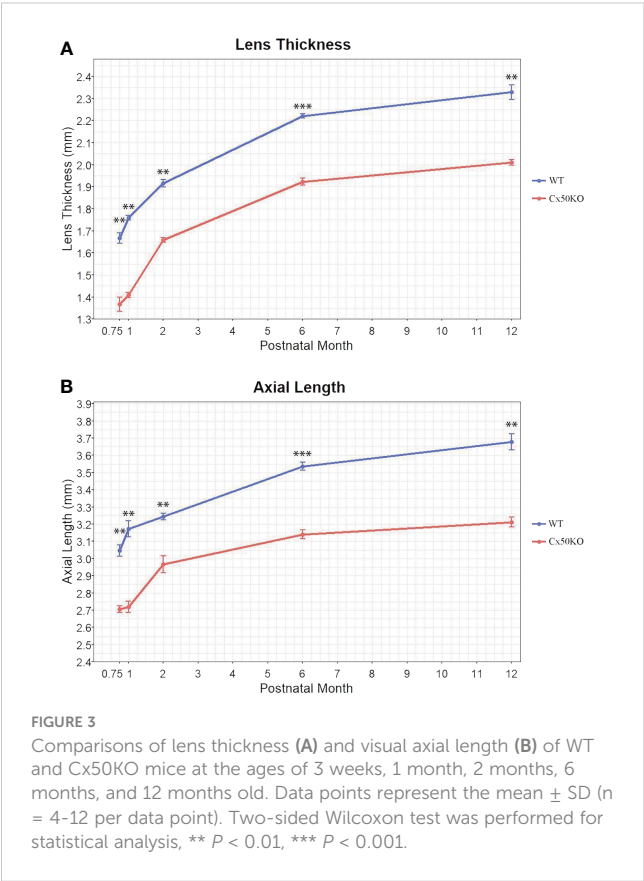 A
Lens Thickness
Lens Thickness (mm)
2.4
2.3
2.2
2.1
2.0
1.9
1.8
1.7
1.6
1.5
1.4
1.3
**
**
**
***
**
WT
Cx50KO
0.75 1 2 3 4 5 6 7 8 9 10 11 12
Postnatal Month
B
Axial Length
Axial Length (mm)
3.9
3.8
3.7
3.6
3.5
3.4
3.3
3.2
3.1
3.0
2.9
2.8
2.7
2.6
2.5
2.4
**
**
**
***
**
WT
Cx50KO
0.75 1 2 3 4 5 6 7 8 9 10 11 12
Postnatal Month
FIGURE 3
Comparisons of lens thickness (A) and visual axial length (B) of WT
and Cx50KO mice at the ages of 3 weeks, 1 month, 2 months, 6
months, and 12 months old. Data points represent the mean ± SD (n
= 4-12 per data point). Two-sided Wilcoxon test was performed for
statistical analysis, ** P < 0.01, *** P < 0.001.